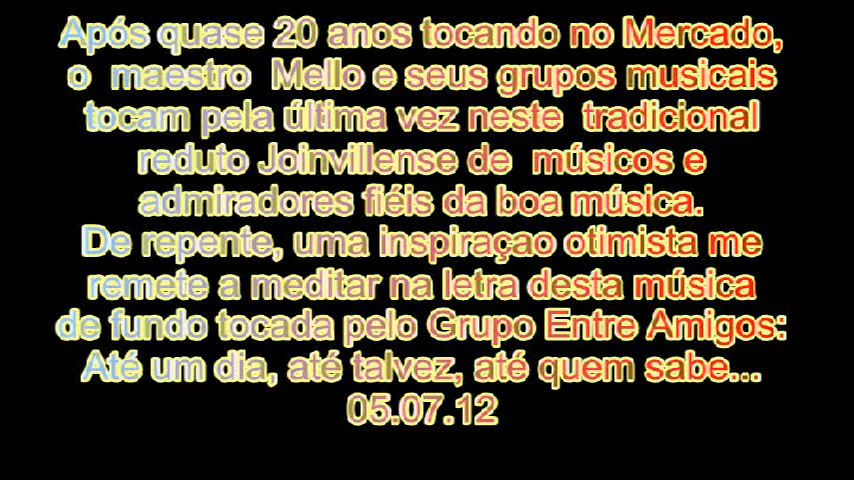 Após quase 20 anos tocando no Mercado,
o maestro Mello e seus grupos musicais
tocam pela última vez neste tradicional
reduto Joinvillense de músicos e
admiradores fiéis da boa música.
De repente, uma inspiraçao otimista me
remete a meditar na letra desta música
de fundo tocada pelo Grupo Entre Amigos:
Até um dia, até talvez, até quem sabe...
05.07.12